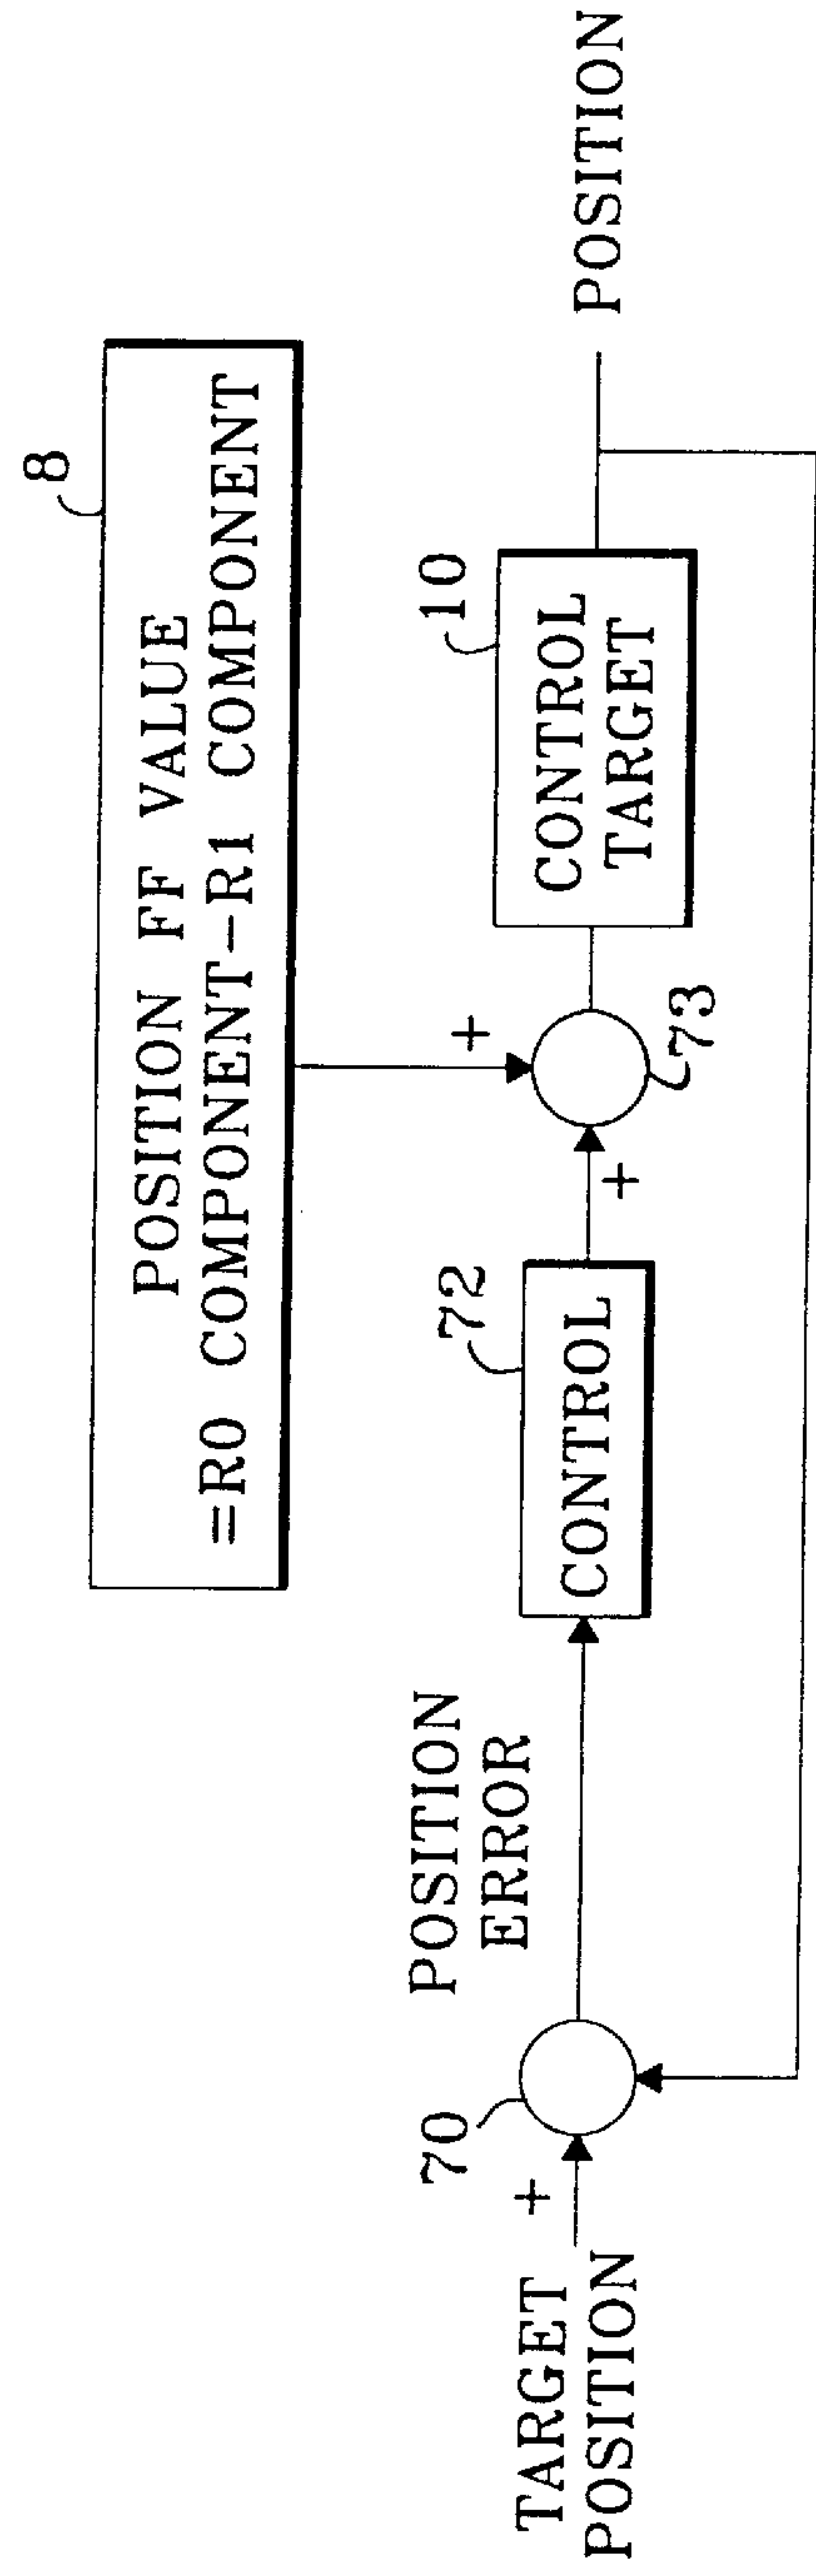 8
POSITION FF VALUE
=R0 COMPONENT-R1 COMPONENT
POSITION
ERROR
72
10
+
70
+
TARGET
POSITION
CONTROL
+
73
CONTROL
TARGET
POSITION